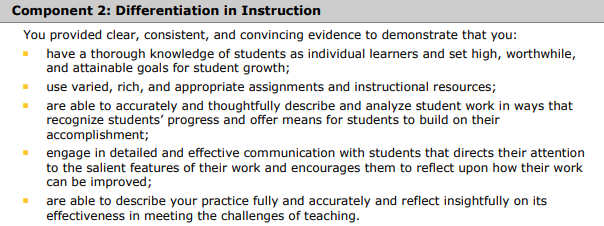 Component 2: Differentiation in Instruction
You provided clear, consistent, and convincing evidence to demonstrate that you:
have a thorough knowledge of students as individual learners and set high, worthwhile,
and attainable goals for student growth;
use varied, rich, and appropriate assignments and instructional resources;
are able to accurately and thoughtfully describe and analyze student work in ways that
recognize students’ progress and offer means for students to build on their
accomplishment;
engage in detailed and effective communication with students that directs their attention
to the salient features of their work and encourages them to reflect upon how their work
can be improved;
are able to describe your practice fully and accurately and reflect insightfully on its
effectiveness in meeting the challenges of teaching.